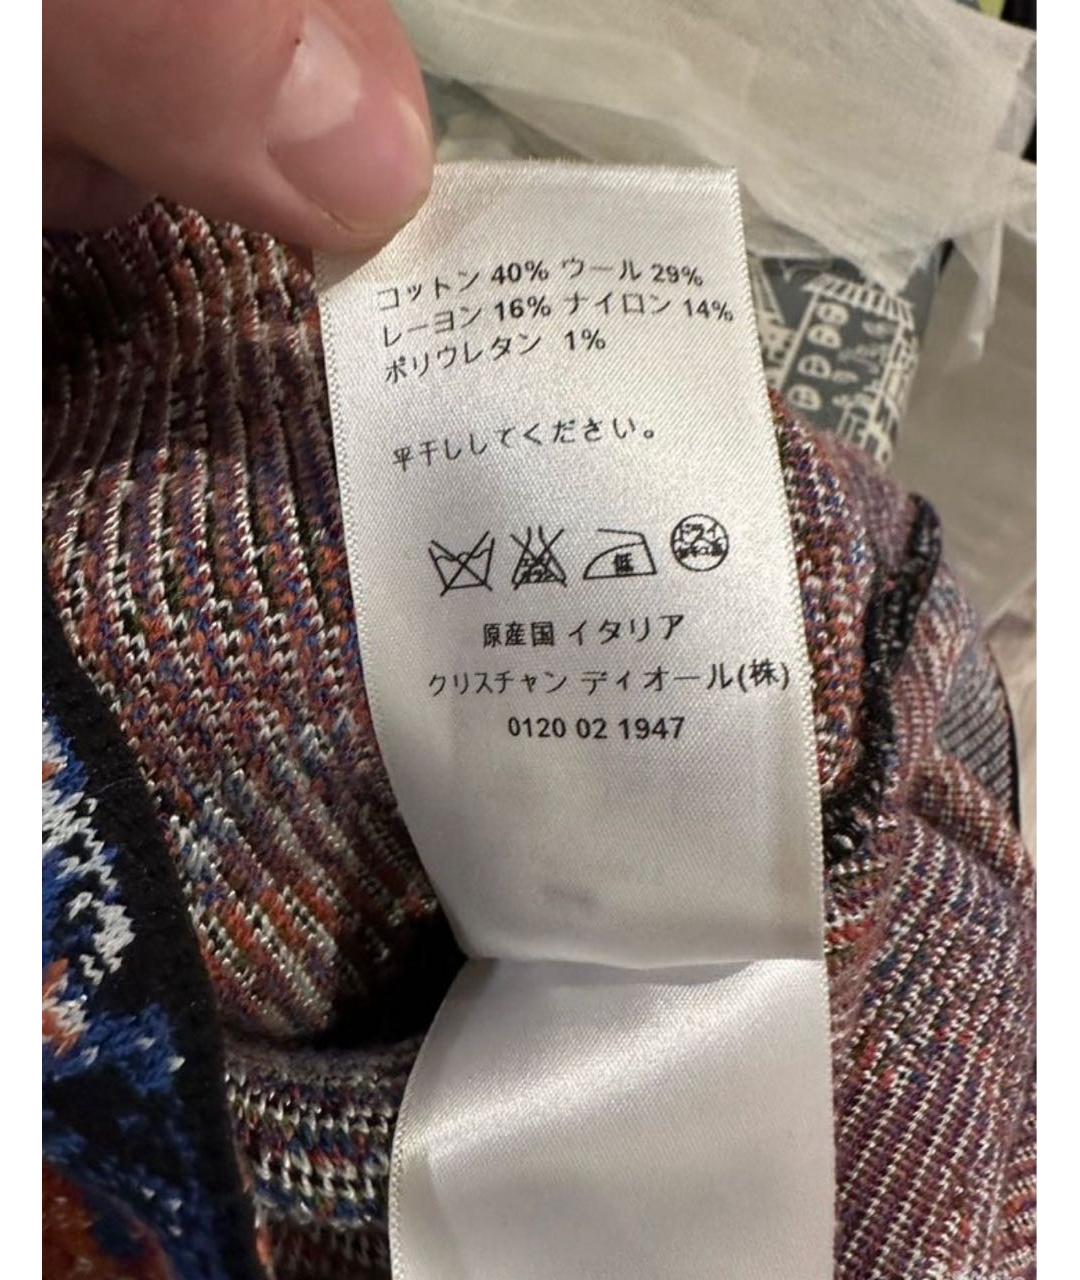 コットン 40% ウール 29%
レーヨン 16% ナイロン 14%
ポリウレタン 1%
平干ししてください。
低
ドライ
原産国 イタリア
クリスチャン ディオール(株)
0120 02 1947